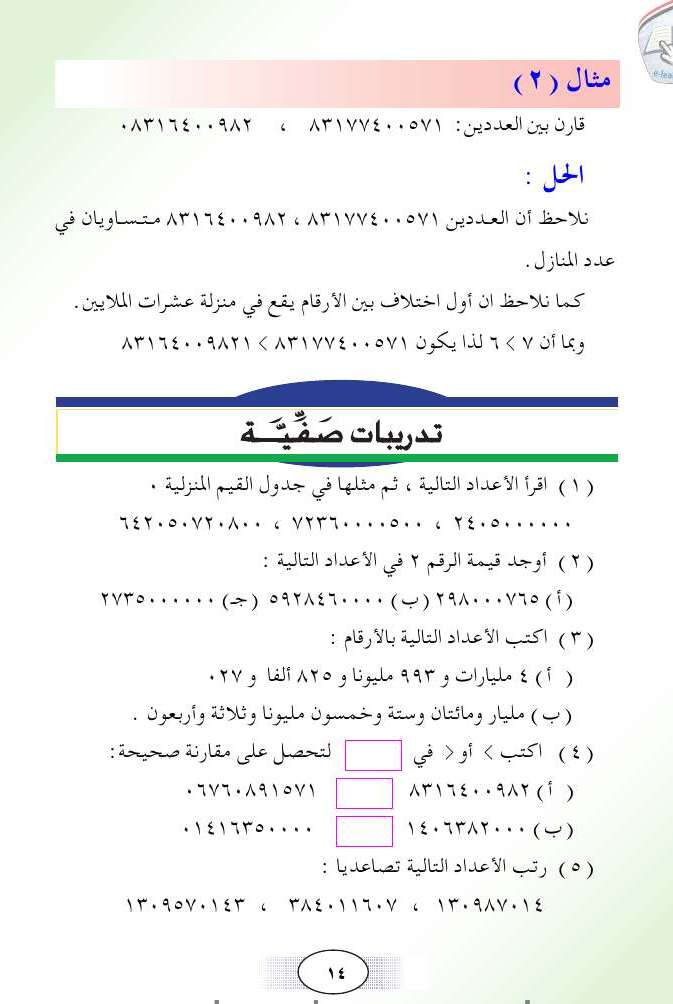 e-lea
مثال ( ٢ )
قارن بين العددين : ٨٣١٧٧٤٠٠٥٧١ ، ٨٣١٦٤٠٠٩٨٢٠
الحل :
نلاحظ أن العددين ٨٣١٧٧٤٠٠٥٧١ ، ٨٣١٦٤٠٠٩٨٢ متساويان في
عدد المنازل .
كما نلاحظ ان أول اختلاف بين الأرقام يقع في منزلة عشرات الملايين .
وبما أن ٧ > ٦ لذا يكون ٨٣١٧٧٤٠٠٥٧١ > ٨٣١٦٤٠٠٩٨٢١
تدريبات صَفِّيَّة
( ١ ) اقرأ الأعداد التالية ، ثم مثلها في جدول القيم المنزلية ٠
٢٤٠٥٠٠٠٠٠٠ ، ٧٢٣٦٠٠٠٠٥٠٠ ، ٦٤٢٠٥٠٧٢٠٨٠٠
( ٢ ) أوجد قيمة الرقم ٢ في الأعداد التالية :
( أ ) ٢٩٨٠٠٠٧٦٥ ( ب ) ٥٩٢٨٤٦٠٠٠٠ ( جـ ) ٢٧٣٥٠٠٠٠٠٠
( ٣ ) اكتب الأعداد التالية بالأرقام :
( أ ) ٤ مليارات و ٩٩٣ مليونا و ٨٢٥ ألفا و ٠٢٧
( ب ) مليار ومائتان وستة وخمسون مليونا وثلاثة وأربعون .
( ٤ ) اكتب > أو < في لتحصل على مقارنة صحيحة :
( أ ) ٨٣١٦٤٠٠٩٨٢ ٠٦٧٦٠٨٩١٥٧١
( ب ) ١٤٠٦٣٨٢٠٠٠ ٠١٤١٦٣٥٠٠٠٠
( ٥ ) رتب الأعداد التالية تصاعديا :
١٣٠٩٨٧٠١٤ ، ٣٨٤٠١١٦٠٧ ، ١٣٠٩٥٧٠١٤٣
١٤